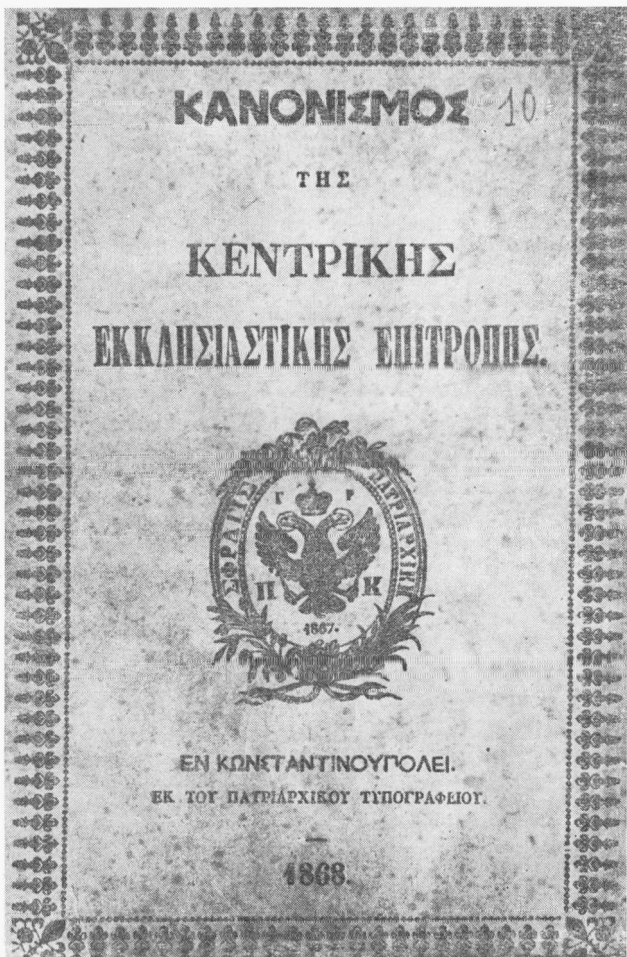 ΚΑΝΟΝΙΣΜΟΣ 10
ΤΗΣ
ΚΕΝΤΡΙΚΗΣ
ΕΚΚΛΗΣΙΑΣΤΙΚΗΣ ΕΠΙΤΡΟΠΗΣ.
ΣΦΡΑΓΙΣ ΠΑΤΡΙΑΡΧΙΚΗ
Γ Ρ
Π Κ
1867.
ΕΝ ΚΩΝΣΤΑΝΤΙΝΟΥΠΟΛΕΙ.
ΕΚ ΤΟΥ ΠΑΤΡΙΑΡΧΙΚΟΥ ΤΥΠΟΓΡΑΦΕΙΟΥ.
1868.